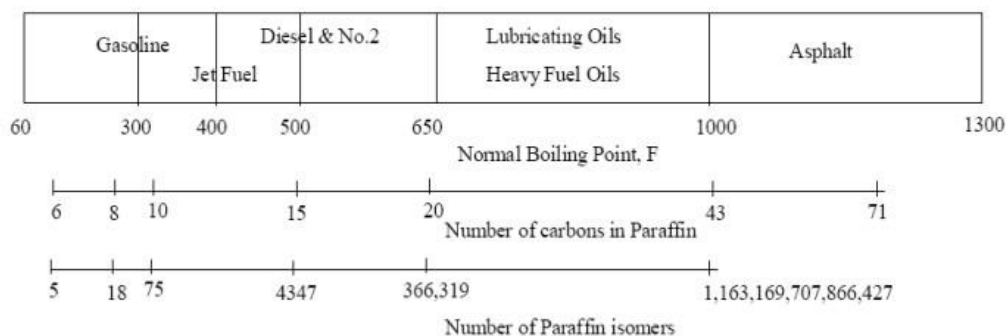 Gasoline Diesel & No.2 Lubricating Oils Asphalt
Jet Fuel Heavy Fuel Oils
60 300 400 500 650 1000 1300
Normal Boiling Point, F
6 8 10 15 20 43 71
Number of carbons in Paraffin
5 18 75 4347 366,319 1,163,169,707,866,427
Number of Paraffin isomers